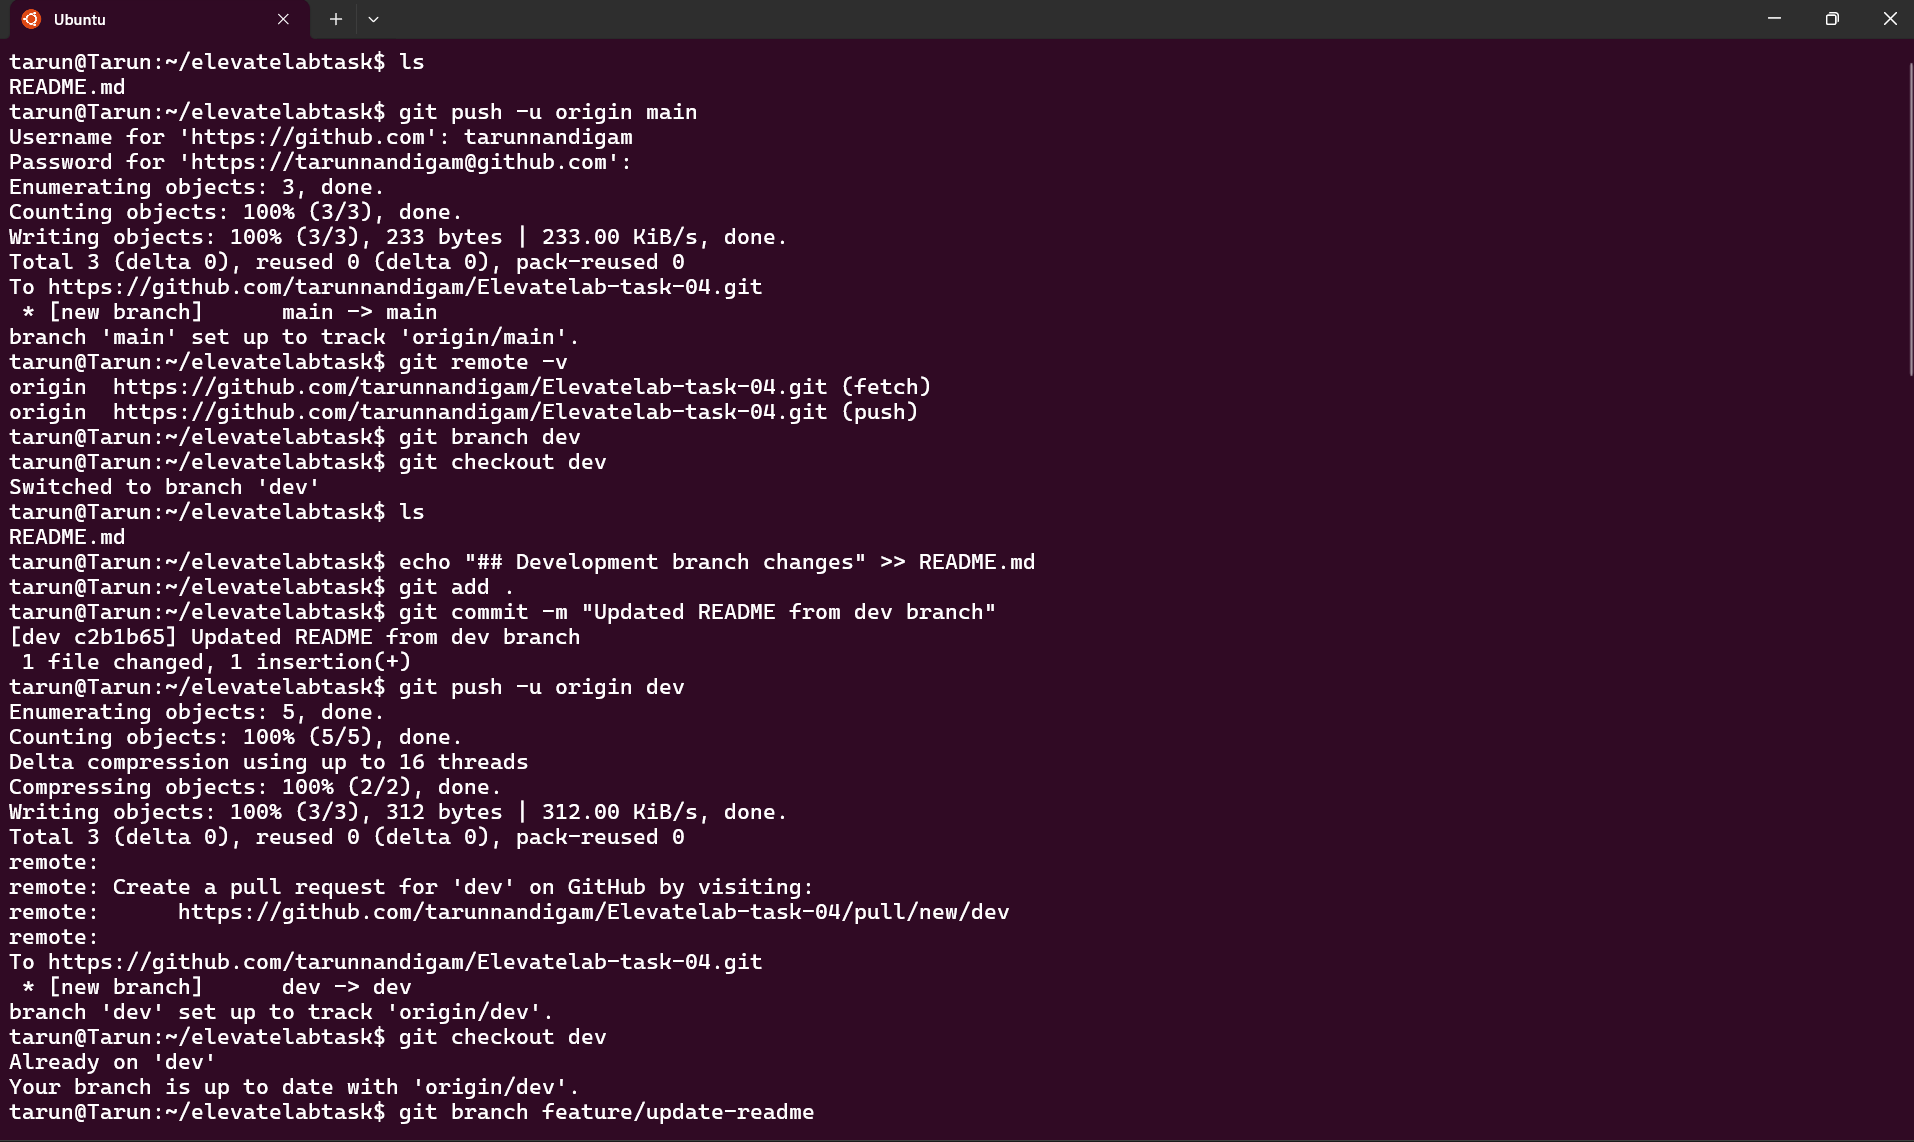 Ubuntu
tarun@Tarun:~/elevatelabtask$ ls
README.md
tarun@Tarun:~/elevatelabtask$ git push -u origin main
Username for 'https://github.com': tarunnandigam
Password for 'https://tarunnandigam@github.com':
Enumerating objects: 3, done.
Counting objects: 100% (3/3), done.
Writing objects: 100% (3/3), 233 bytes | 233.00 KiB/s, done.
Total 3 (delta 0), reused 0 (delta 0), pack-reused 0
To https://github.com/tarunnandigam/Elevatelab-task-04.git
 * [new branch]      main -> main
branch 'main' set up to track 'origin/main'.
tarun@Tarun:~/elevatelabtask$ git remote -v
origin  https://github.com/tarunnandigam/Elevatelab-task-04.git (fetch)
origin  https://github.com/tarunnandigam/Elevatelab-task-04.git (push)
tarun@Tarun:~/elevatelabtask$ git branch dev
tarun@Tarun:~/elevatelabtask$ git checkout dev
Switched to branch 'dev'
tarun@Tarun:~/elevatelabtask$ ls
README.md
tarun@Tarun:~/elevatelabtask$ echo "## Development branch changes" >> README.md
tarun@Tarun:~/elevatelabtask$ git add .
tarun@Tarun:~/elevatelabtask$ git commit -m "Updated README from dev branch"
[dev c2b1b65] Updated README from dev branch
 1 file changed, 1 insertion(+)
tarun@Tarun:~/elevatelabtask$ git push -u origin dev
Enumerating objects: 5, done.
Counting objects: 100% (5/5), done.
Delta compression using up to 16 threads
Compressing objects: 100% (2/2), done.
Writing objects: 100% (3/3), 312 bytes | 312.00 KiB/s, done.
Total 3 (delta 0), reused 0 (delta 0), pack-reused 0
remote:
remote: Create a pull request for 'dev' on GitHub by visiting:
remote:      https://github.com/tarunnandigam/Elevatelab-task-04/pull/new/dev
remote:
To https://github.com/tarunnandigam/Elevatelab-task-04.git
 * [new branch]      dev -> dev
branch 'dev' set up to track 'origin/dev'.
tarun@Tarun:~/elevatelabtask$ git checkout dev
Already on 'dev'
Your branch is up to date with 'origin/dev'.
tarun@Tarun:~/elevatelabtask$ git branch feature/update-readme